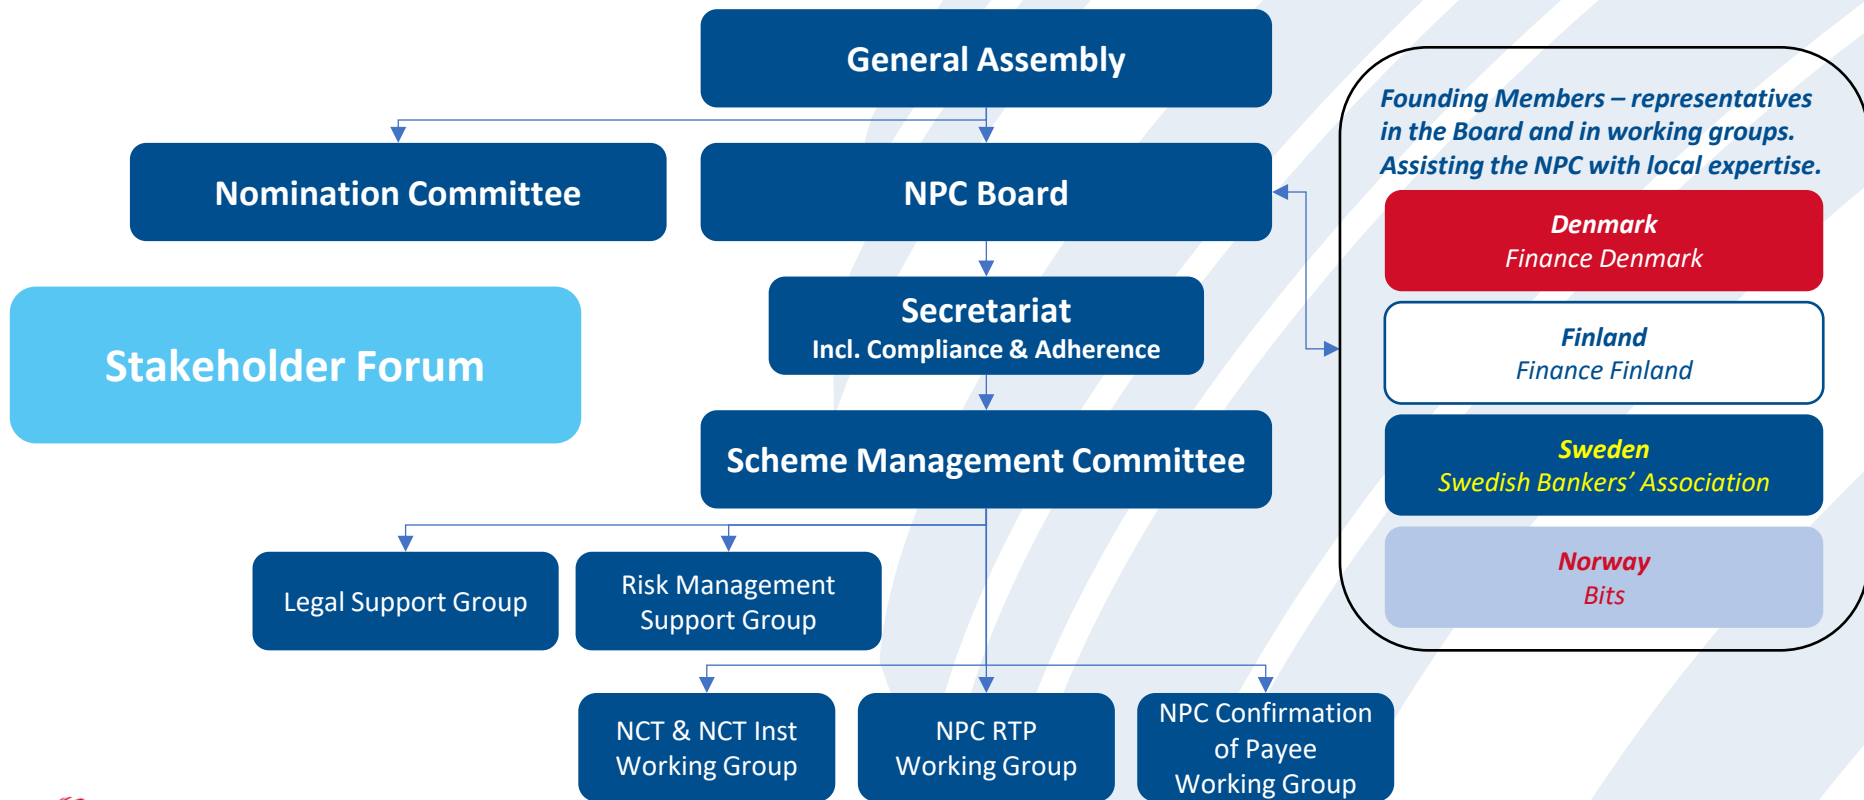 General Assembly
Nomination Committee
NPC Board
Secretariat
Incl. Compliance & Adherence
Stakeholder Forum
Scheme Management Committee
Legal Support Group
Risk Management
Support Group
NCT & NCT Inst
Working Group
NPC RTP
Working Group
NPC Confirmation
of Payee
Working Group
Founding Members – representatives
in the Board and in working groups.
Assisting the NPC with local expertise.
Denmark
Finance Denmark
Finland
Finance Finland
Sweden
Swedish Bankers’ Association
Norway
Bits